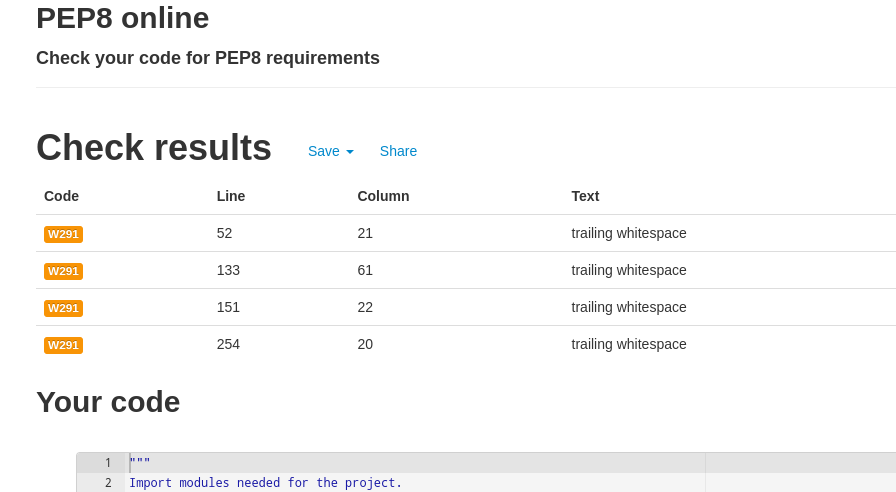 PEP8 online
Check your code for PEP8 requirements
Check results Save Share
Code Line Column Text
W291 52 21 trailing whitespace
W291 133 61 trailing whitespace
W291 151 22 trailing whitespace
W291 254 20 trailing whitespace
Your code
1 """
2 Import modules needed for the project.